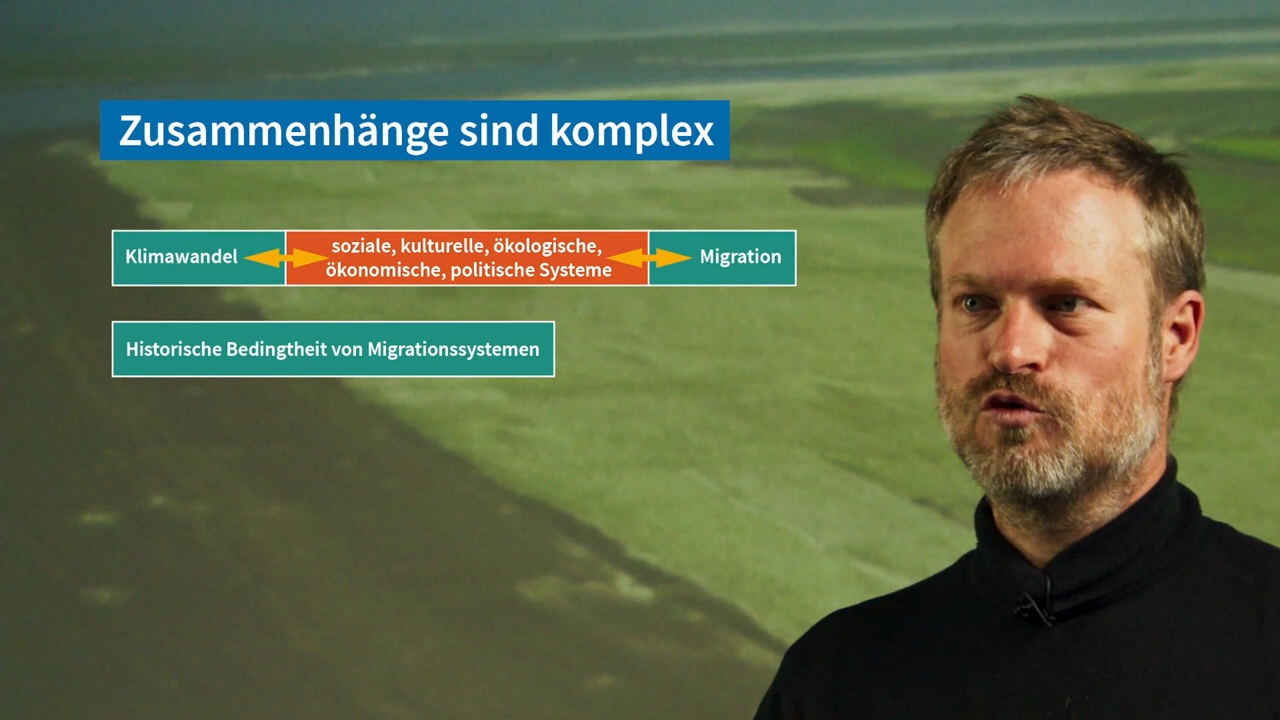 Zusammenhänge sind komplex
Klimawandel
soziale, kulturelle, ökologische,
ökonomische, politische Systeme
Migration
Historische Bedingtheit von Migrationssystemen